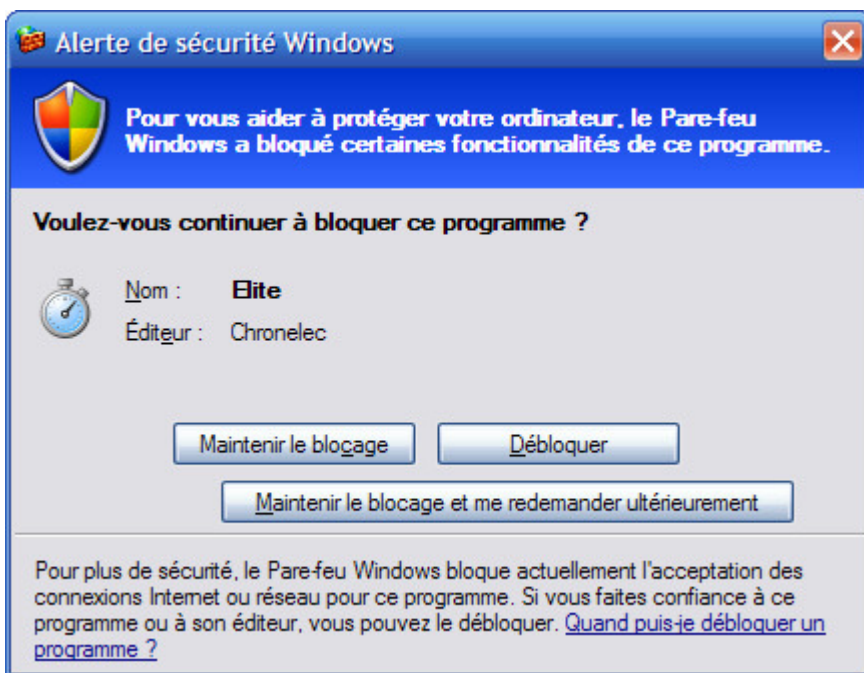 Alerte de sécurité Windows
Pour vous aider à protéger votre ordinateur, le Pare-feu
Windows a bloqué certaines fonctionnalités de ce programme.
Voulez-vous continuer à bloquer ce programme ?
Nom : Elite
Éditeur : Chronelec
Maintenir le blocage Débloquer
Maintenir le blocage et me redemander ultérieurement
Pour plus de sécurité, le Pare-feu Windows bloque actuellement l'acceptation des
connexions Internet ou réseau pour ce programme. Si vous faites confiance à ce
programme ou à son éditeur, vous pouvez le débloquer. Quand puis-je débloquer un
programme ?